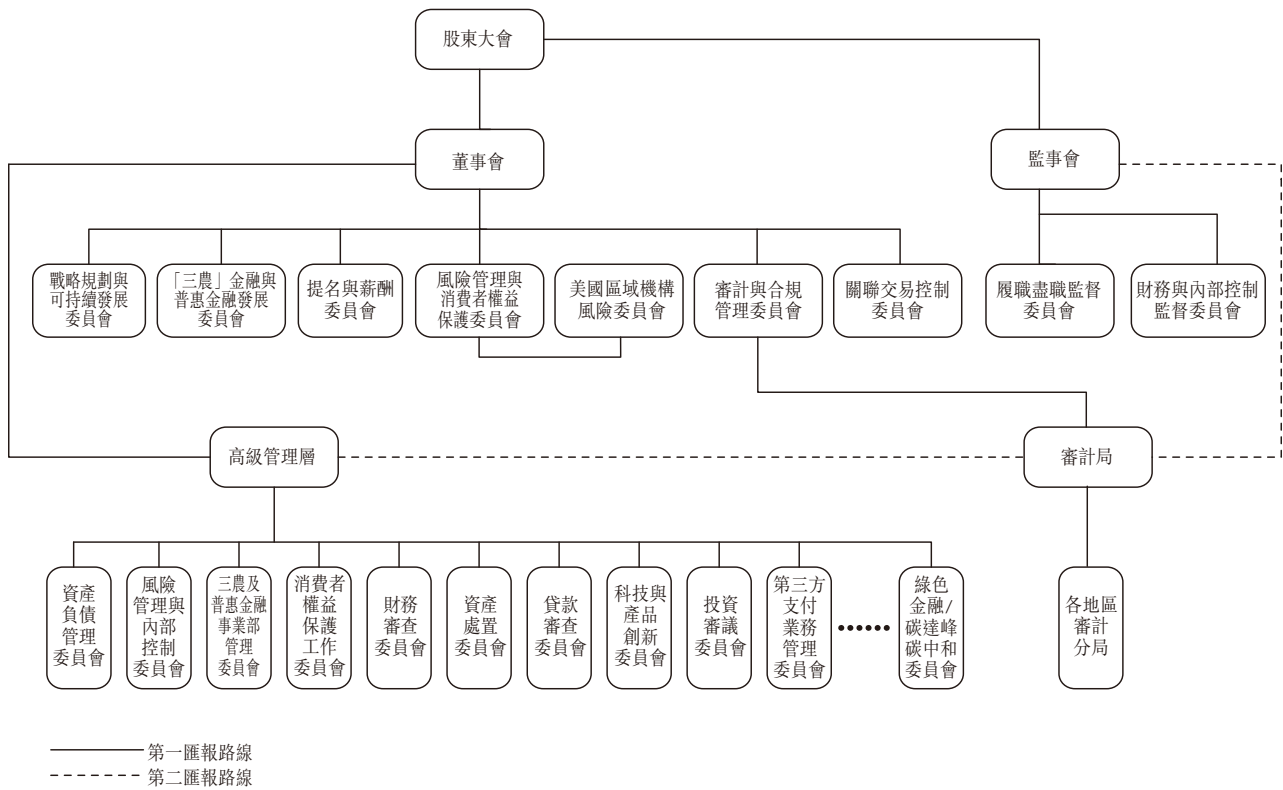 股東大會
董事會
監事會
戰略規劃與
可持續發展
委員會
「三農」金融與
普惠金融發展
委員會
提名與薪酬
委員會
風險管理與
消費者權益
保護委員會
美國區域機構
風險委員會
審計與合規
管理委員會
關聯交易控制
委員會
履職盡職監督
委員會
財務與內部控制
監督委員會
高級管理層
審計局
資產
負債
管理
委員會
風險
管理與
內部
控制
委員會
三農及
普惠金融
事業部
管理
委員會
消費者
權益
保護
工作
委員會
財務
審查
委員會
資產
處置
委員會
貸款
審查
委員會
科技與
產品
創新
委員會
投資
審議
委員會
第三方
支付
業務
管理
委員會
••••••
綠色
金融/
碳達峰
碳中和
委員會
各地區
審計
分局
第一匯報路線
第二匯報路線